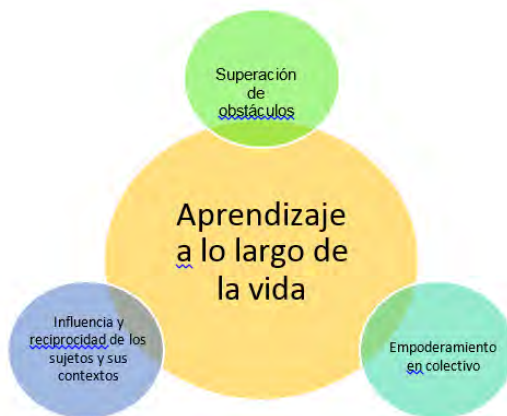 Superación
de
obstáculos
Aprendizaje
a lo largo de
la vida
Influencia y
reciprocidad de los
sujetos y sus
contextos
Empoderamiento
en colectivo